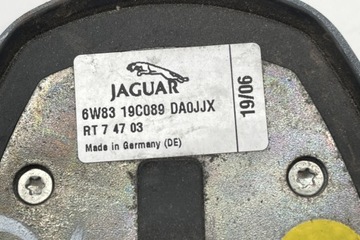 JAGUAR
6W83 19C089 DA0JJX
RT 7 47 03
Made in Germany (DE)
19/06